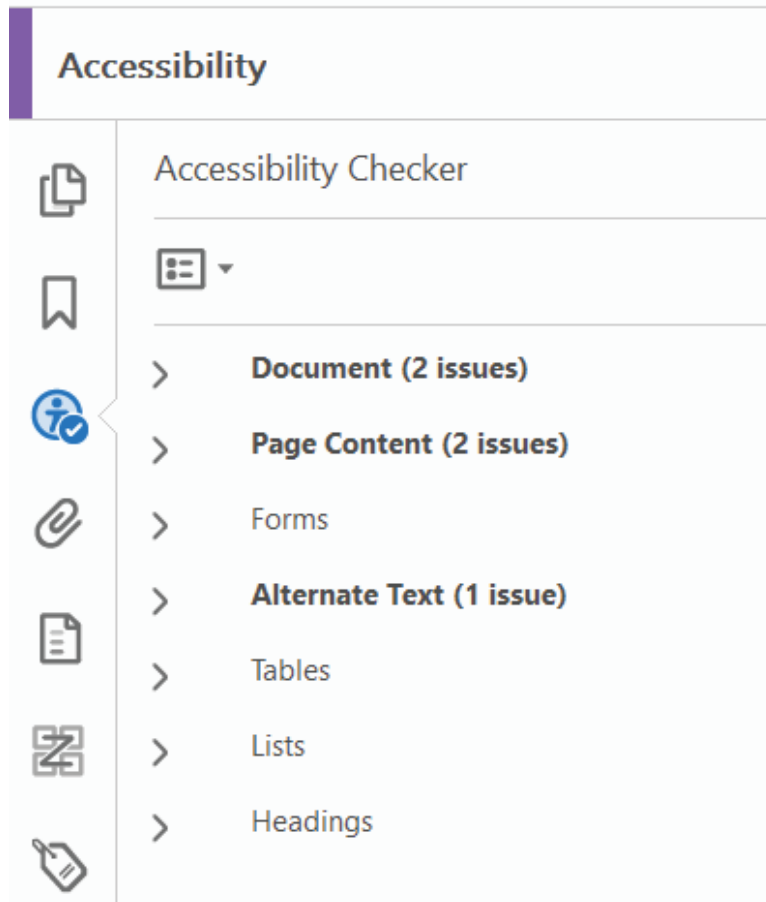 Accessibility
Accessibility Checker
Document (2 issues)
Page Content (2 issues)
Forms
Alternate Text (1 issue)
Tables
Lists
Headings